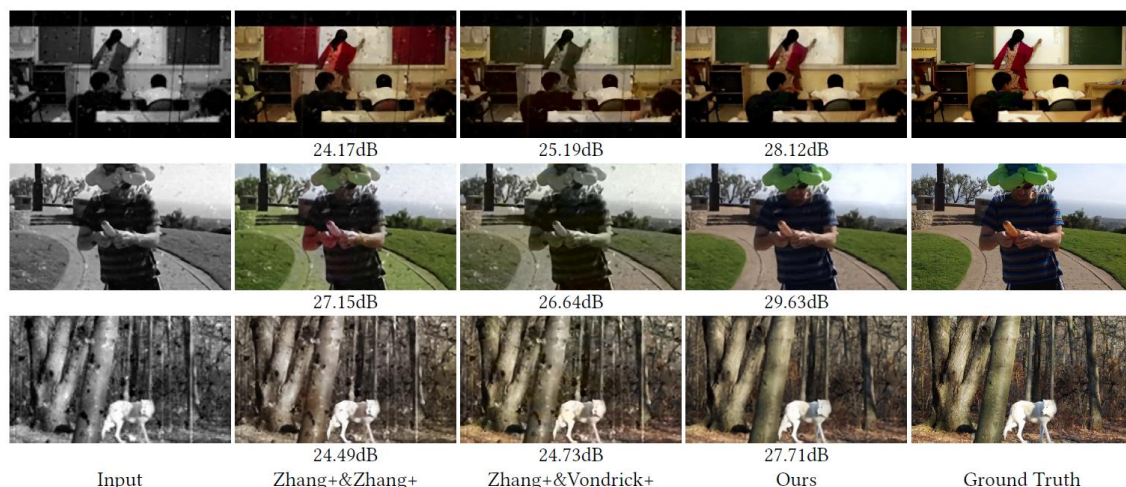 24.17dB 25.19dB 28.12dB
27.15dB 26.64dB 29.63dB
24.49dB 24.73dB 27.71dB
Input Zhang+&Zhang+ Zhang+&Vondrick+ Ours Ground Truth